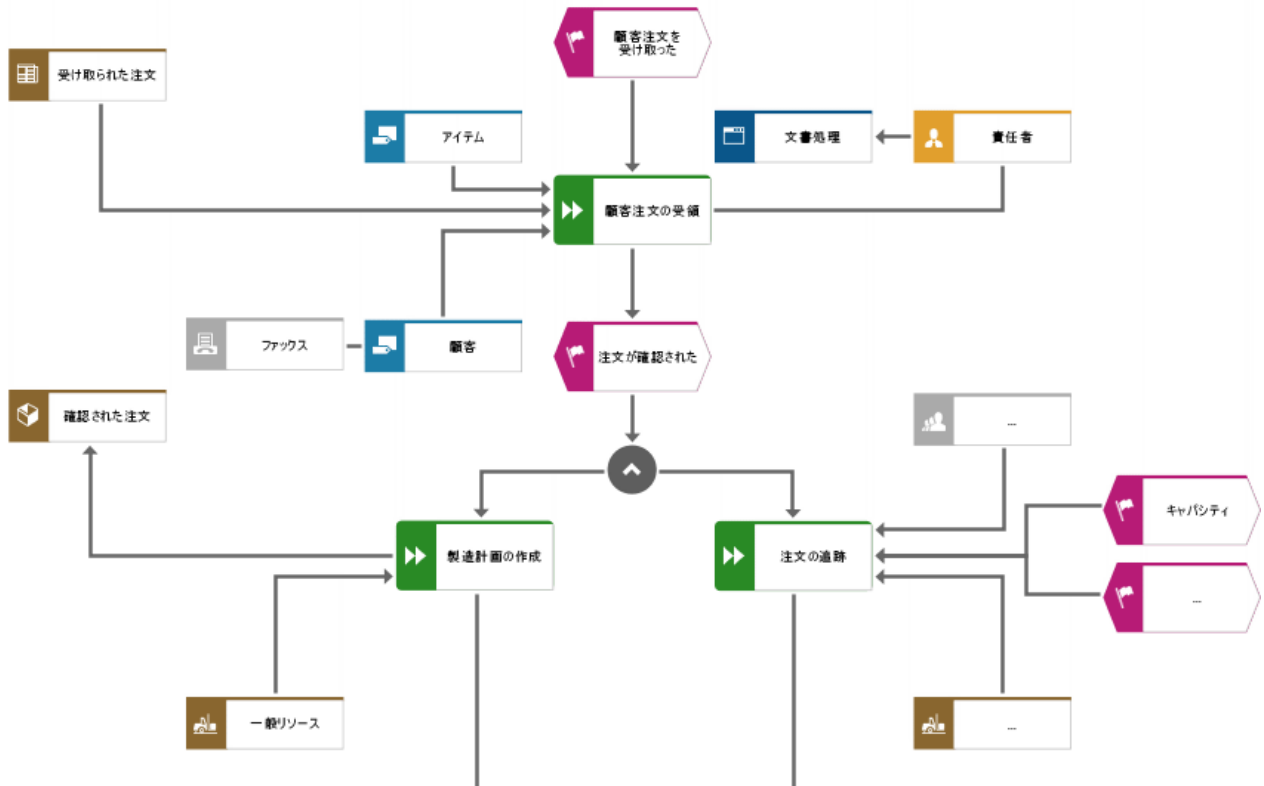 顧客注文を
受け取った
受け取られた注文
アイテム
文書処理
責任者
顧客注文の受領
ファックス
顧客
注文が確認された
確認された注文
...
キャパシティ
製造計画の作成
注文の追跡
...
一般リソース
...